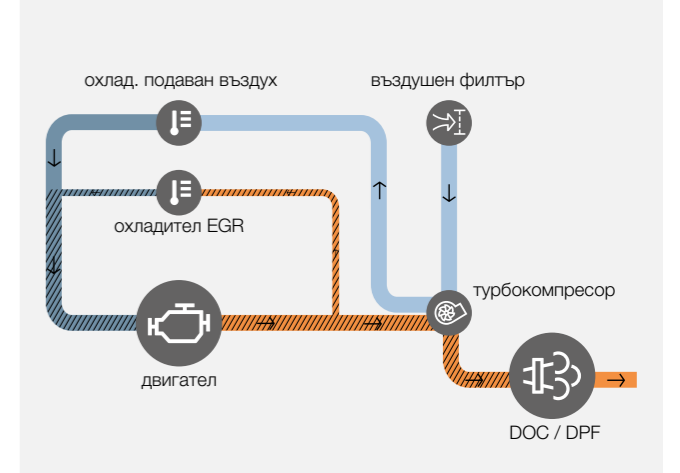 охлад. подаван въздух
въздушен филтър
охладител EGR
турбокомпресор
двигател
DOC / DPF